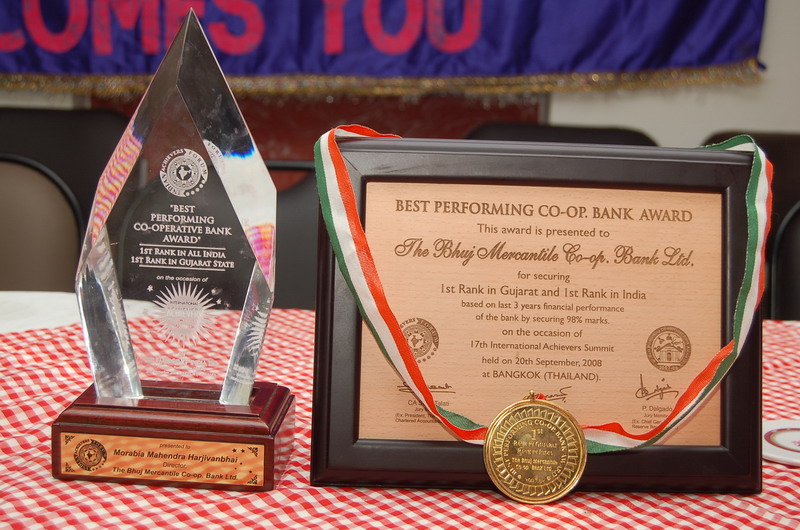 COMES YOU
INDIAN ACHIEVERS FORUM
"BEST
PERFORMING
CO-OPERATIVE BANK
AWARD"
1ST RANK IN ALL INDIA
1ST RANK IN GUJARAT STATE
on the occasion of
presented to
Morabia Mahendra Harjivanbhai
Director
The Bhuj Mercantile Co-op. Bank Ltd.
BEST PERFORMING CO-OP. BANK AWARD
This award is presented to
The Bhuj Mercantile Co-op. Bank Ltd.
for securing
1st Rank in Gujarat and 1st Rank in India
based on last 3 years financial performance
of the bank by securing 98% marks.
on the occasion of
17th International Achievers Summit
held on 20th September, 2008
at BANGKOK (THAILAND).
P. Dalgado